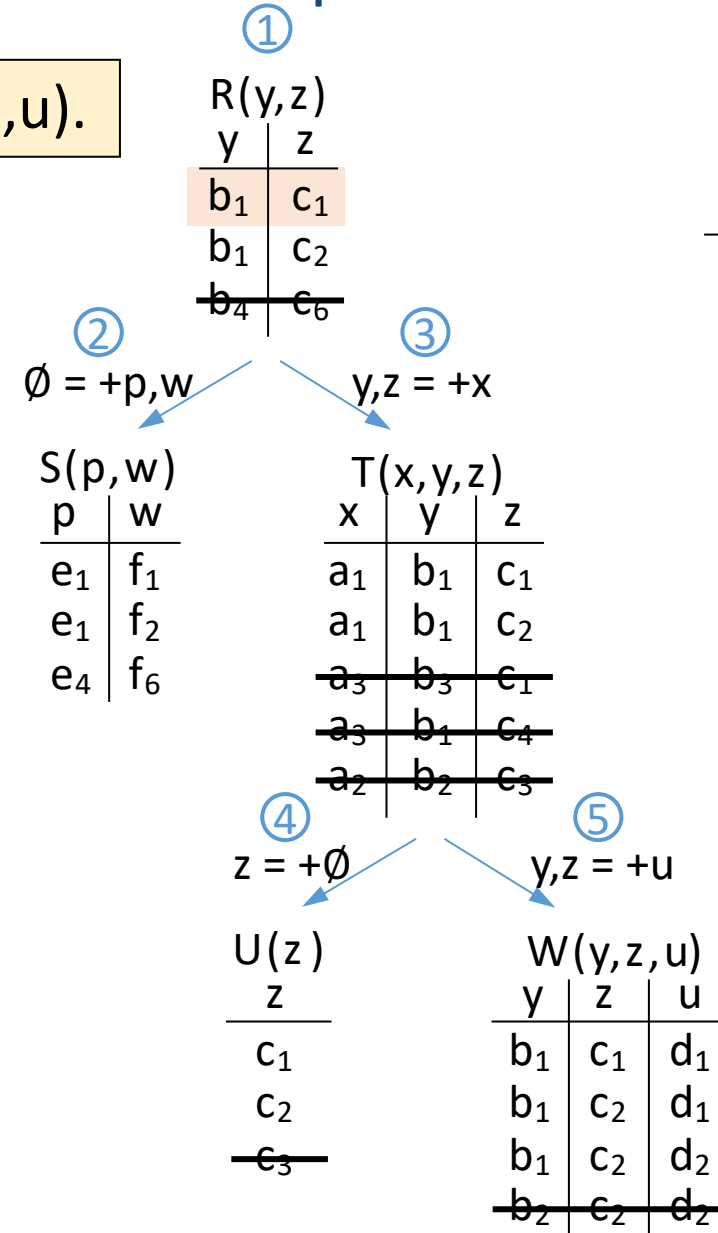 ①
,u).
R(y,z)
y z
b₁ c₁
b₁ c₂
b₄ c₆
② ③
Ø = +p,w y,z = +x
S(p,w) T(x,y,z)
p w x y z
e₁ f₁ a₁ b₁ c₁
e₁ f₂ a₁ b₁ c₂
e₄ f₆ a₃ b₃ c₁
a₃ b₁ c₄
a₂ b₂ c₃
④ ⑤
z = +Ø y,z = +u
U(z) W(y,z,u)
z y z u
c₁ b₁ c₁ d₁
c₂ b₁ c₂ d₁
c₃ b₁ c₂ d₂
b₂ c₂ d₂